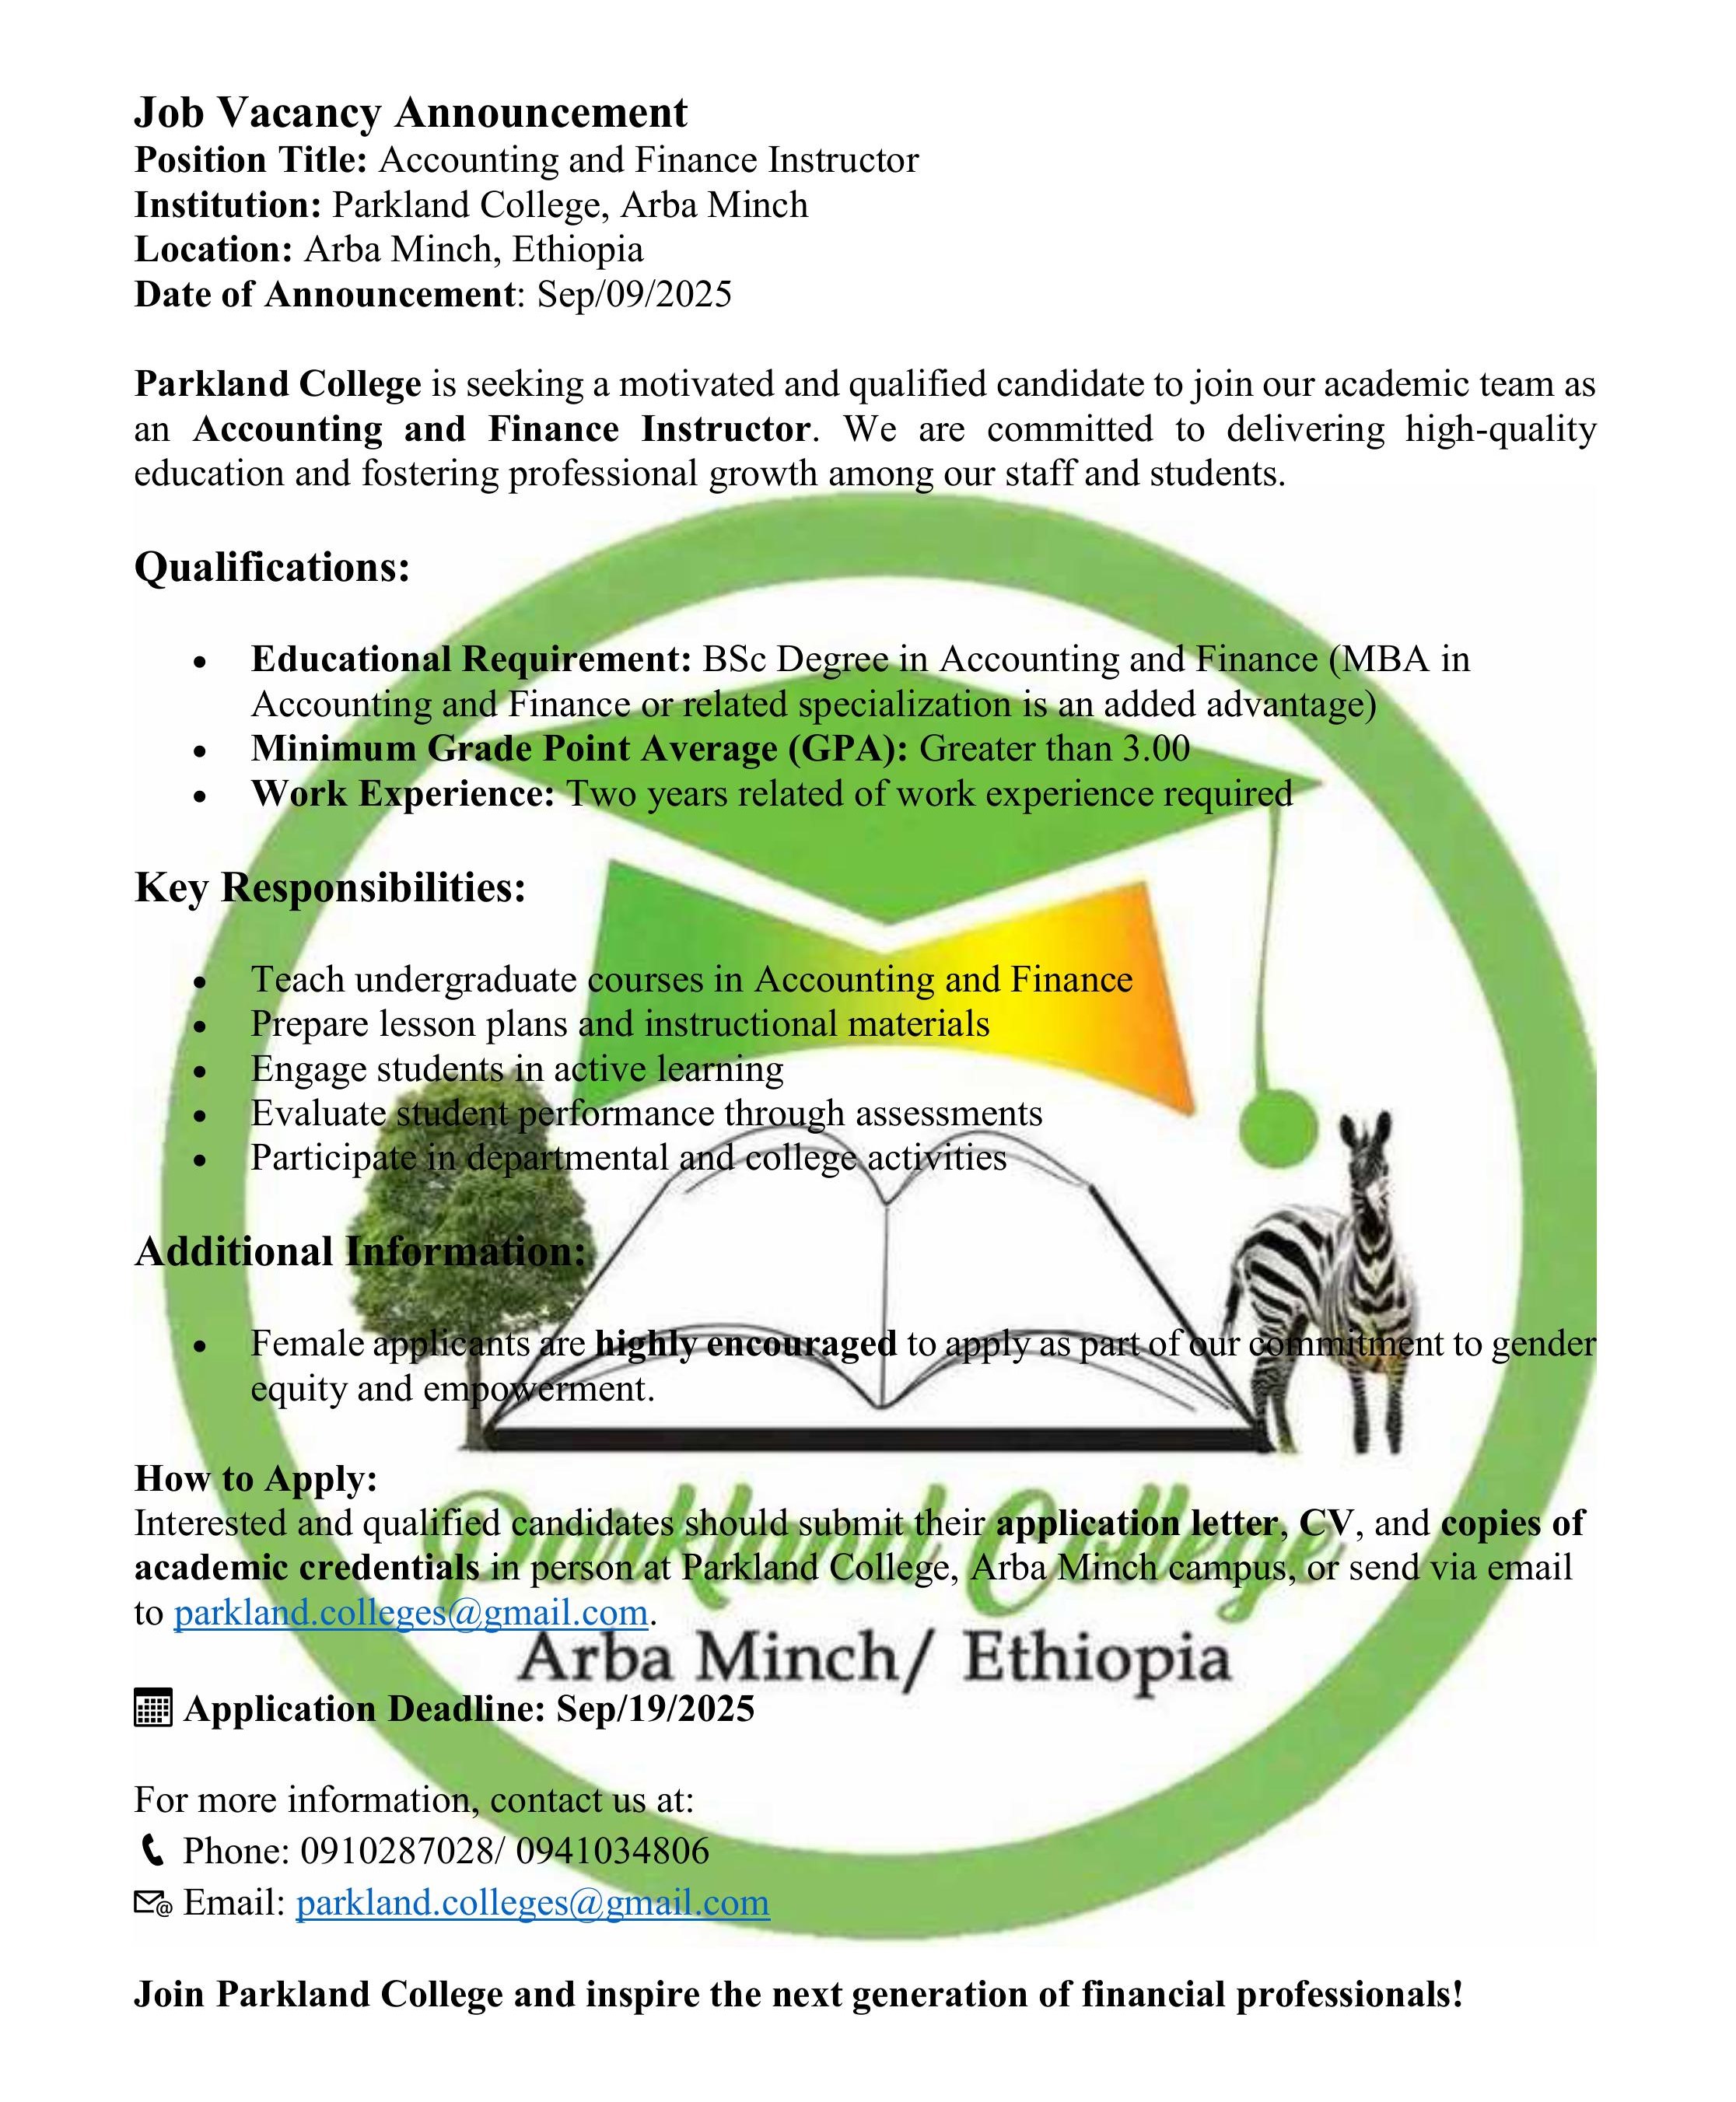 Job Vacancy Announcement
Position Title: Accounting and Finance Instructor
Institution: Parkland College, Arba Minch
Location: Arba Minch, Ethiopia
Date of Announcement: Sep/09/2025
Parkland College is seeking a motivated and qualified candidate to join our academic team as
an Accounting and Finance Instructor. We are committed to delivering high-quality
education and fostering professional growth among our staff and students.
Qualifications:
• Educational Requirement: BSc Degree in Accounting and Finance (MBA in
Accounting and Finance or related specialization is an added advantage)
• Minimum Grade Point Average (GPA): Greater than 3.00
• Work Experience: Two years related of work experience required
Key Responsibilities:
• Teach undergraduate courses in Accounting and Finance
• Prepare lesson plans and instructional materials
• Engage students in active learning
• Evaluate student performance through assessments
• Participate in departmental and college activities
Additional Information:
• Female applicants are highly encouraged to apply as part of our commitment to gender
equity and empowerment.
How to Apply:
Interested and qualified candidates should submit their application letter, CV, and copies of
academic credentials in person at Parkland College, Arba Minch campus, or send via email
to parkland.colleges@gmail.com.
Parkland College
Arba Minch/ Ethiopia
Application Deadline: Sep/19/2025
For more information, contact us at:
Phone: 0910287028/ 0941034806
Email: parkland.colleges@gmail.com
Join Parkland College and inspire the next generation of financial professionals!